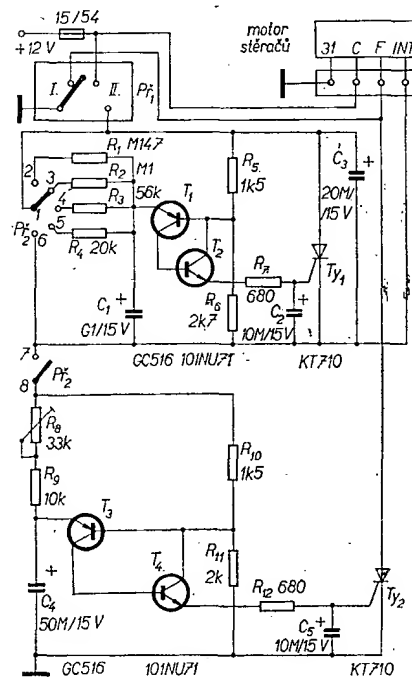 15/54
+12 V
motor
stěračů
31 C F INT
I. II. Př1
R1 M147
R2 M1
R3 56k
R4 20k
2
3
4
1
5
6
Př2
T1
T2
R5
1k5
C3 +
20M/
/15 V
R7
680
Ty1
C1 +
G1/15V
R6
2k7
C2 +
10M/15V
GC516 101NU71 KT710
7
8
Př2
R8
33k
R9
10k
R10
1k5
T3
T4
R11
2k
R12 680
Ty2
C4
+
50M/15V
C5 +
10M/15V
GC516 101NU71 KT710